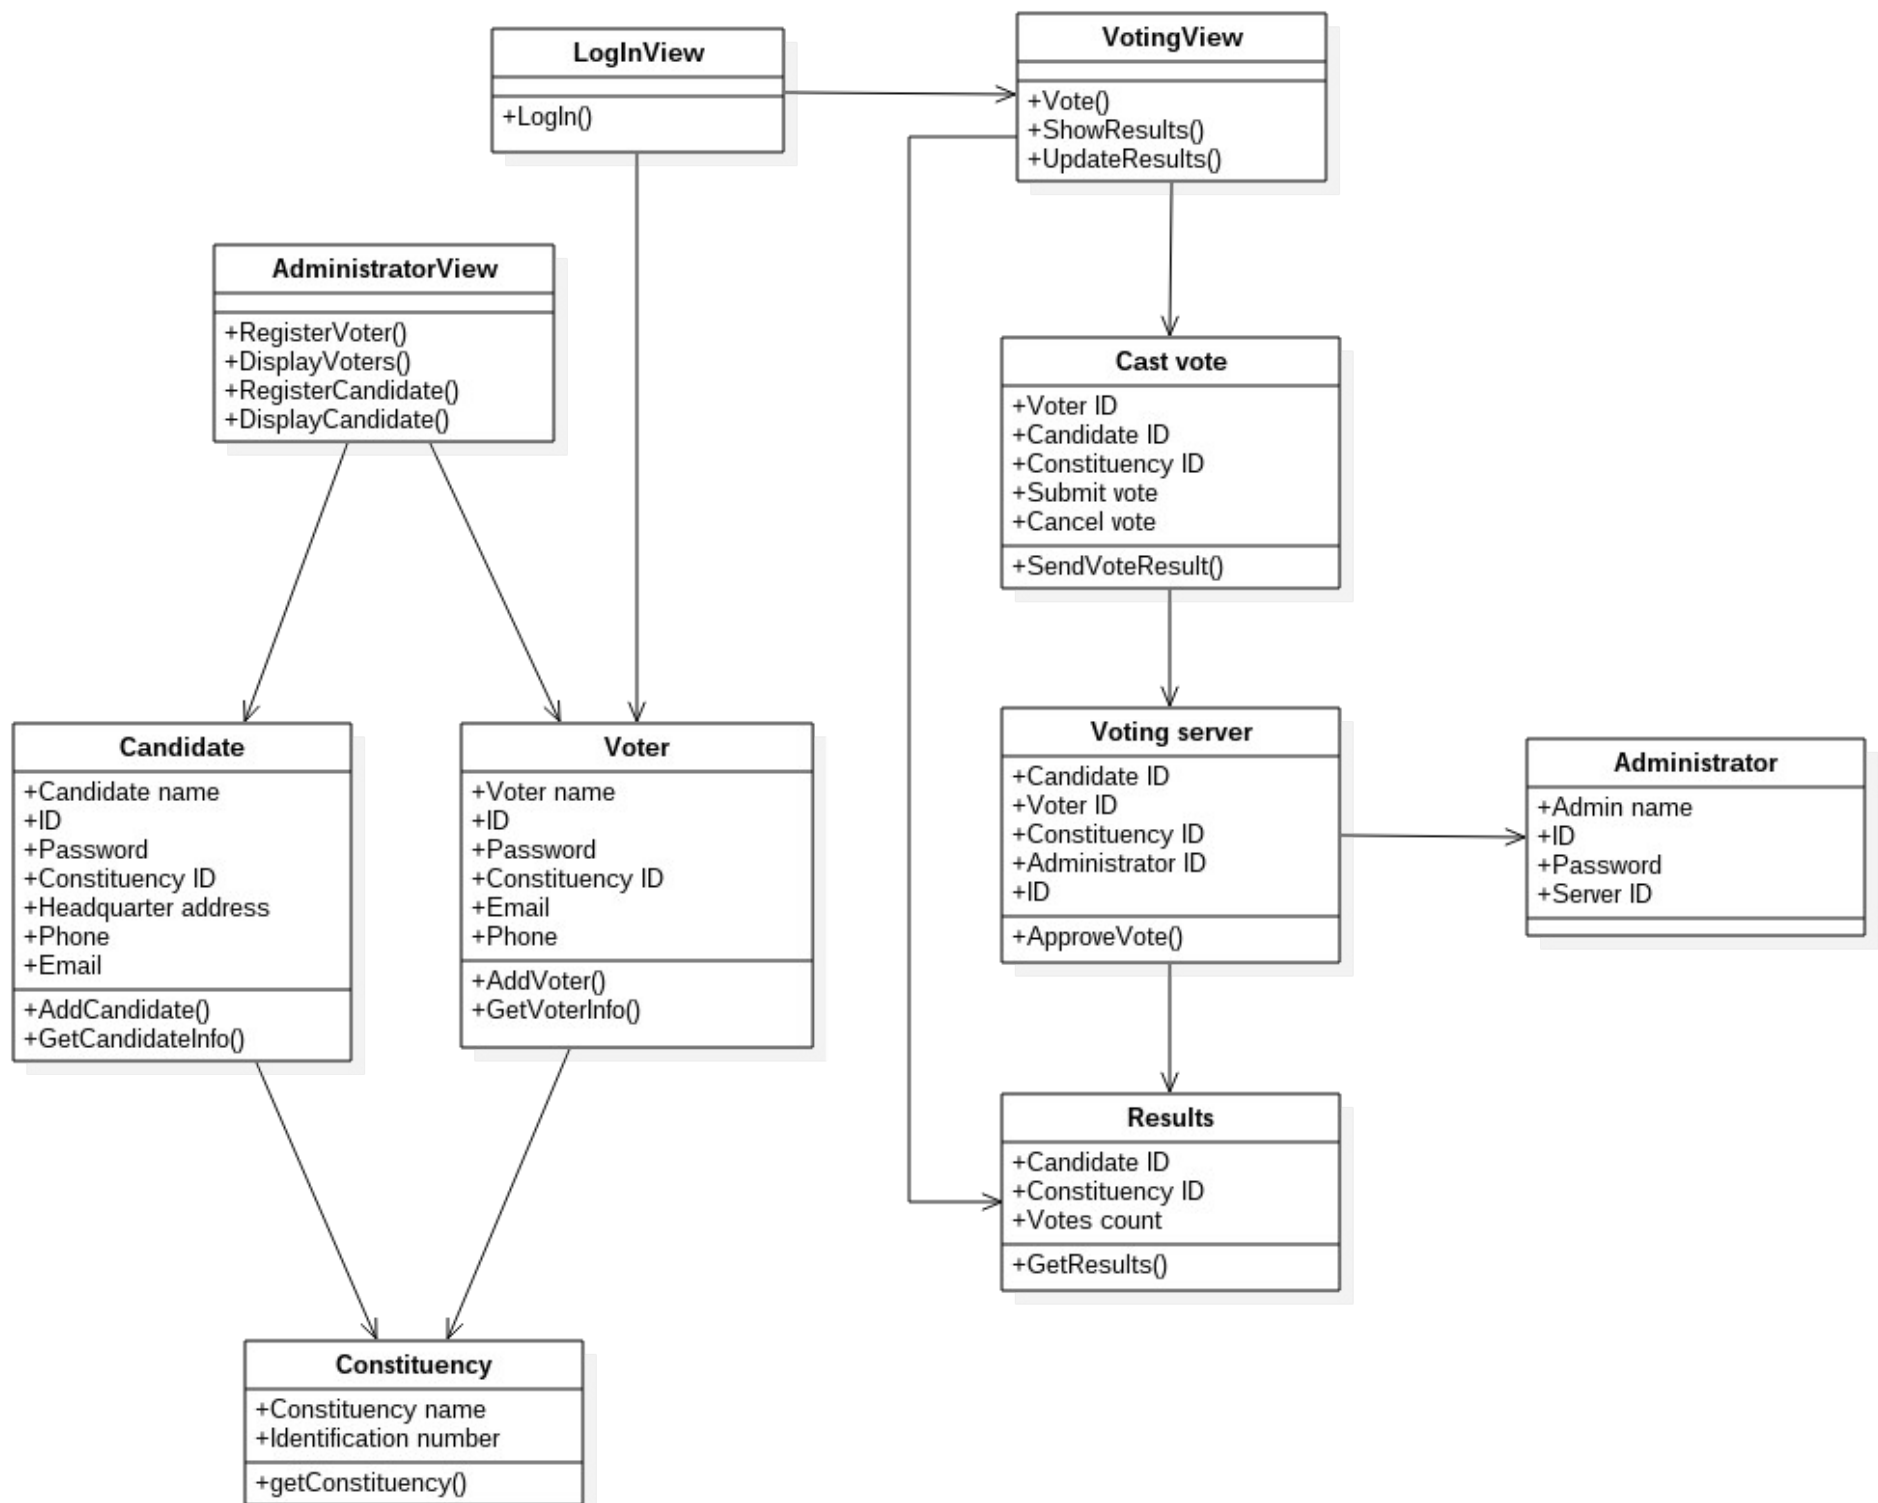 LogInView
+LogIn()
VotingView
+Vote()
+ShowResults()
+UpdateResults()
AdministratorView
+RegisterVoter()
+DisplayVoters()
+RegisterCandidate()
+DisplayCandidate()
Cast vote
+Voter ID
+Candidate ID
+Constituency ID
+Submit vote
+Cancel vote
+SendVoteResult()
Candidate
+Candidate name
+ID
+Password
+Constituency ID
+Headquarter address
+Phone
+Email
+AddCandidate()
+GetCandidateInfo()
Voter
+Voter name
+ID
+Password
+Constituency ID
+Email
+Phone
+AddVoter()
+GetVoterInfo()
Voting server
+Candidate ID
+Voter ID
+Constituency ID
+Administrator ID
+ID
+ApproveVote()
Administrator
+Admin name
+ID
+Password
+Server ID
Results
+Candidate ID
+Constituency ID
+Votes count
+GetResults()
Constituency
+Constituency name
+Identification number
+getConstituency()